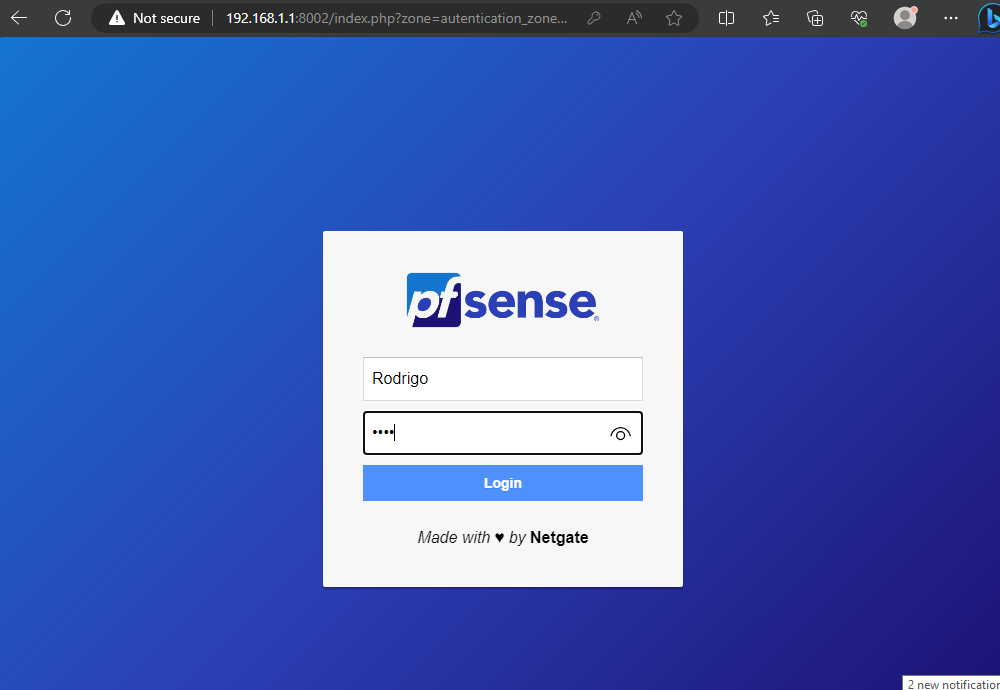 Not secure
192.168.1.1:8002/index.php?zone=autentication_zone...
pfsense®
Rodrigo
••••
Login
Made with ♥ by Netgate
2 new notification